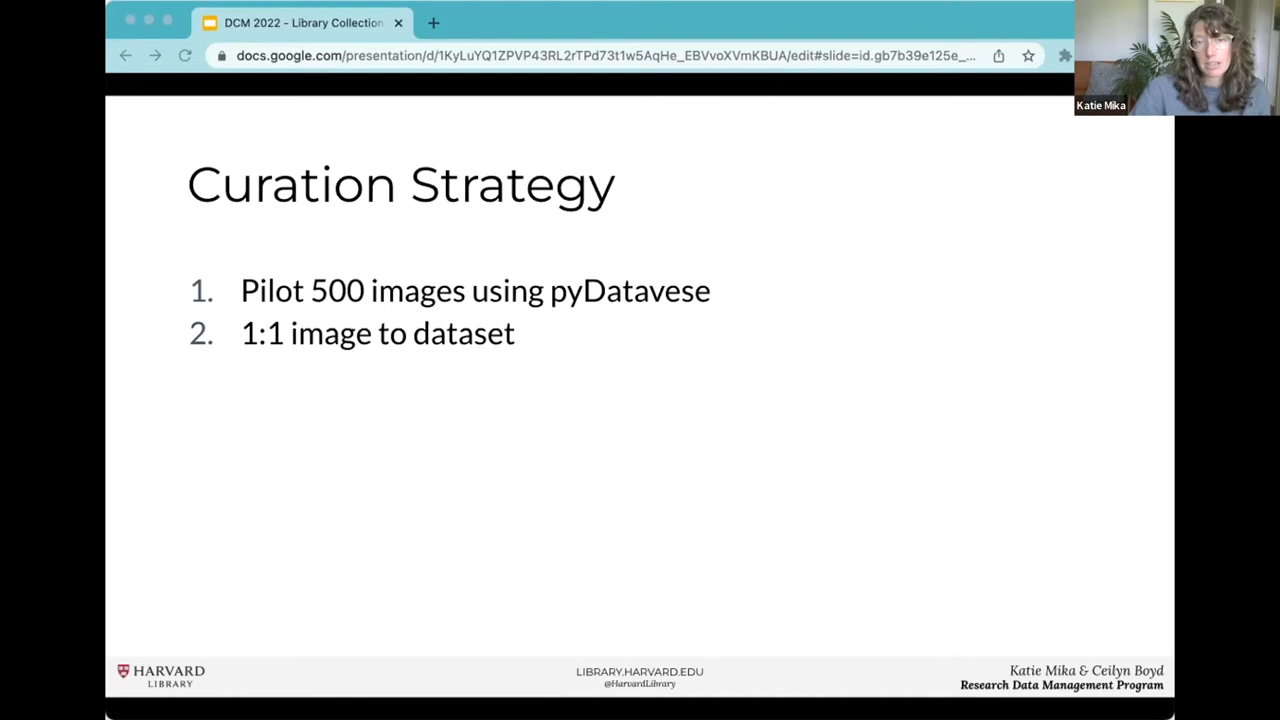 DCM 2022 - Library Collection
docs.google.com/presentation/d/1KyLuYQ1ZPVP43RL2rTPd73t1w5AqHe_EBVvoXVmKBUA/edit#slide=id.gb7b39e125e_...
Katie Mika
Curation Strategy
1. Pilot 500 images using pyDatavese
2. 1:1 image to dataset
HARVARD
LIBRARY
LIBRARY.HARVARD.EDU
@HarvardLibrary
Katie Mika & Ceilyn Boyd
Research Data Management Program